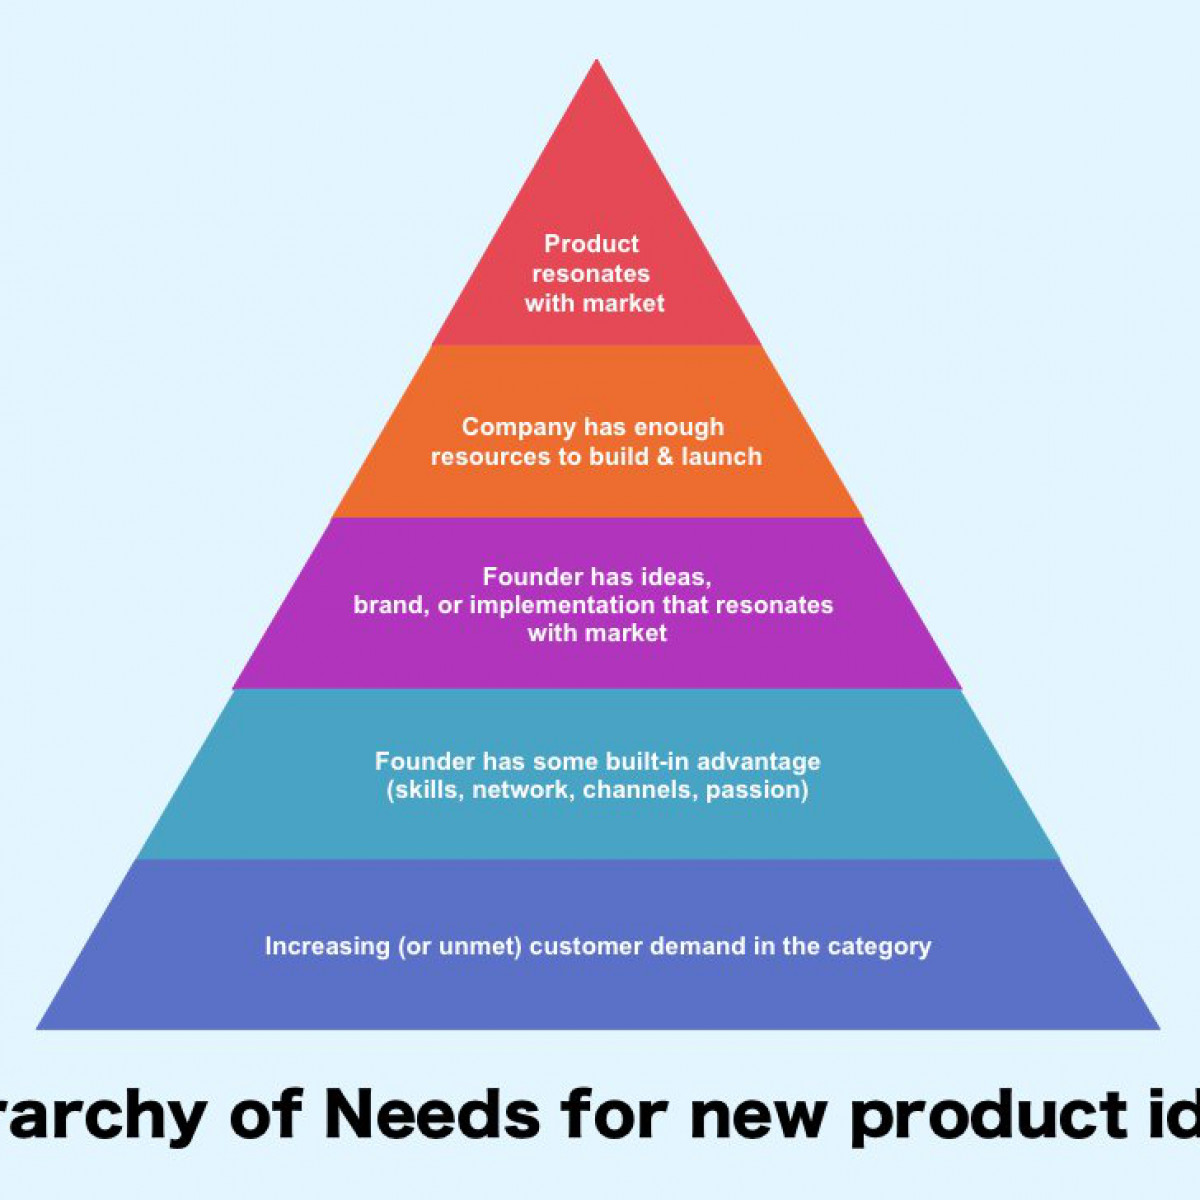 Product
resonates
with market
Company has enough
resources to build & launch
Founder has ideas,
brand, or implementation that resonates
with market
Founder has some built-in advantage
(skills, network, channels, passion)
Increasing (or unmet) customer demand in the category
rarchy of Needs for new product id